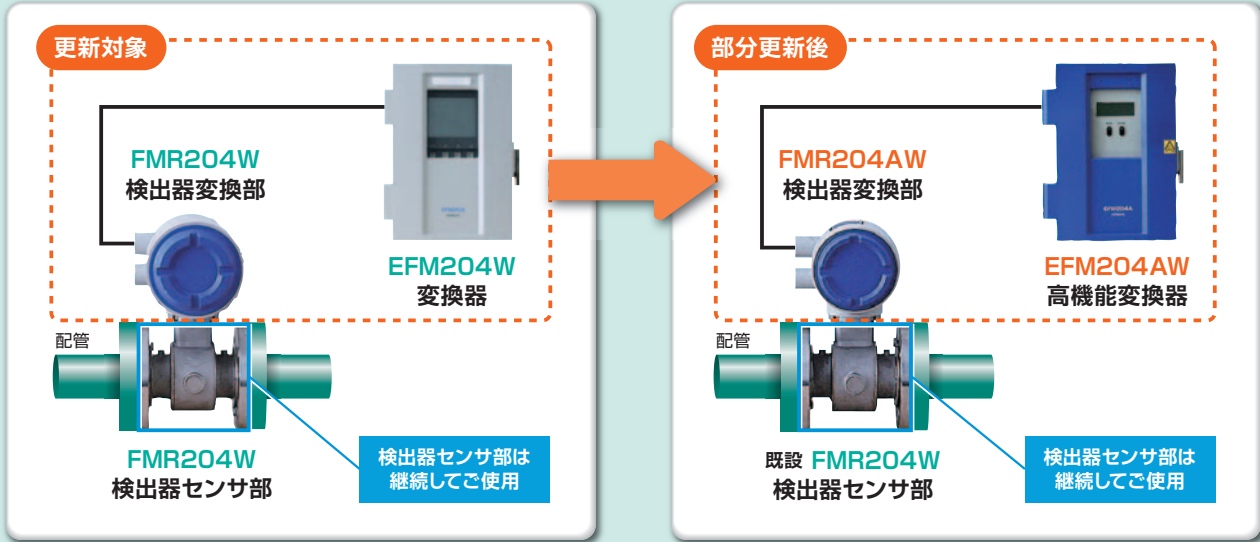 更新対象
FMR204W
検出器変換部
EFM204W
変換器
配管
FMR204W
検出器センサ部
検出器センサ部は
継続してご使用
部分更新後
FMR204AW
検出器変換部
EFM204AW
高機能変換器
配管
既設 FMR204W
検出器センサ部
検出器センサ部は
継続してご使用